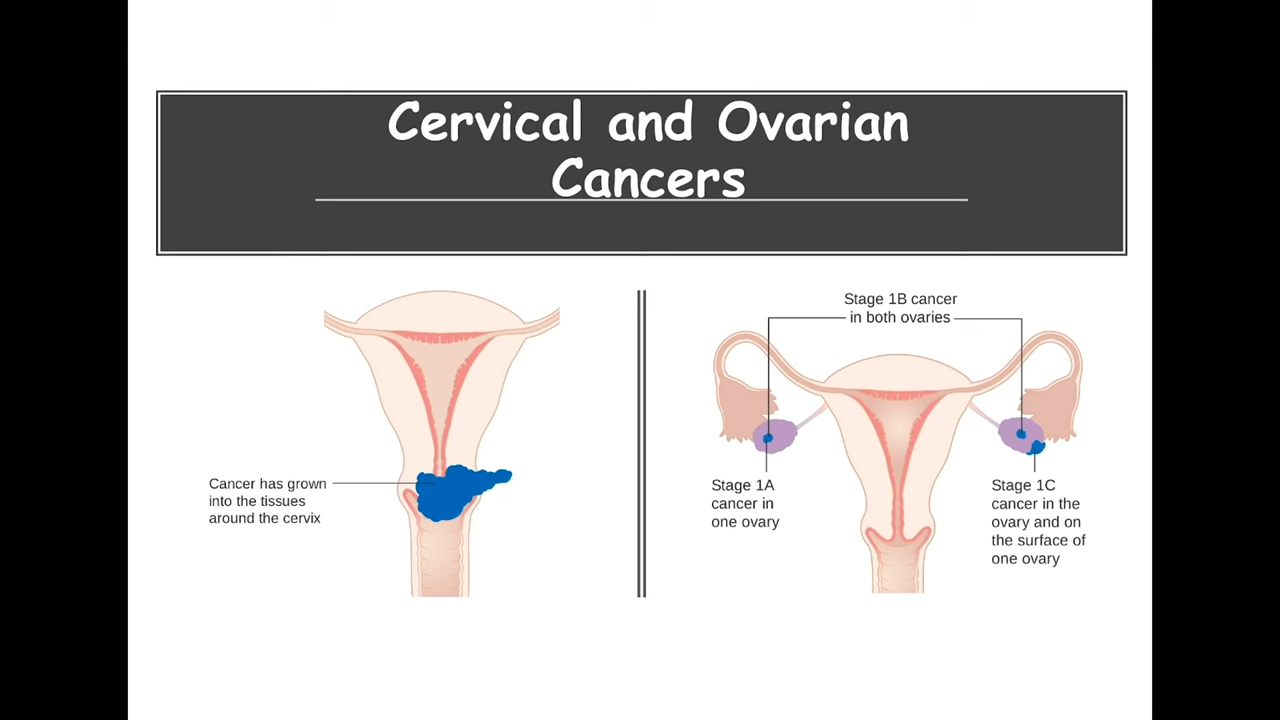 Cervical and Ovarian
Cancers
Cancer has grown
into the tissues
around the cervix
Stage 1B cancer
in both ovaries
Stage 1A
cancer in
one ovary
Stage 1C
cancer in the
ovary and on
the surface of
one ovary